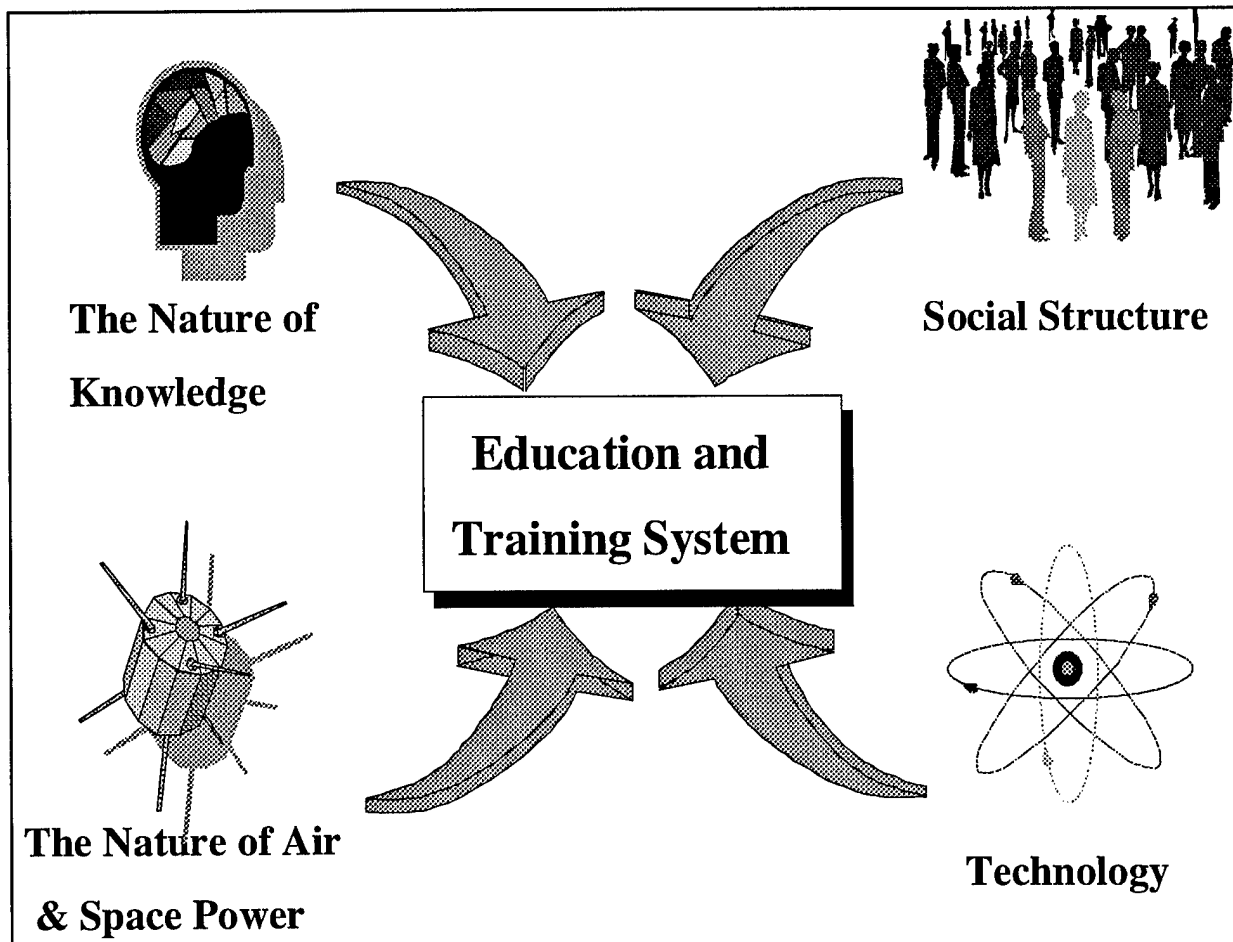 The Nature of
Knowledge
Social Structure
Education and
Training System
The Nature of Air
& Space Power
Technology